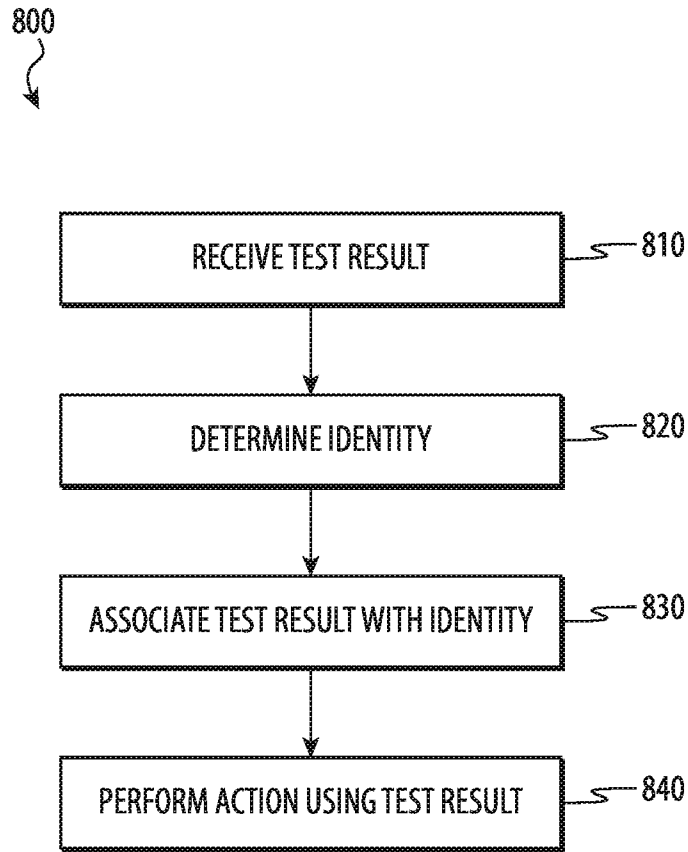 800
RECEIVE TEST RESULT
810
DETERMINE IDENTITY
820
ASSOCIATE TEST RESULT WITH IDENTITY
830
PERFORM ACTION USING TEST RESULT
840